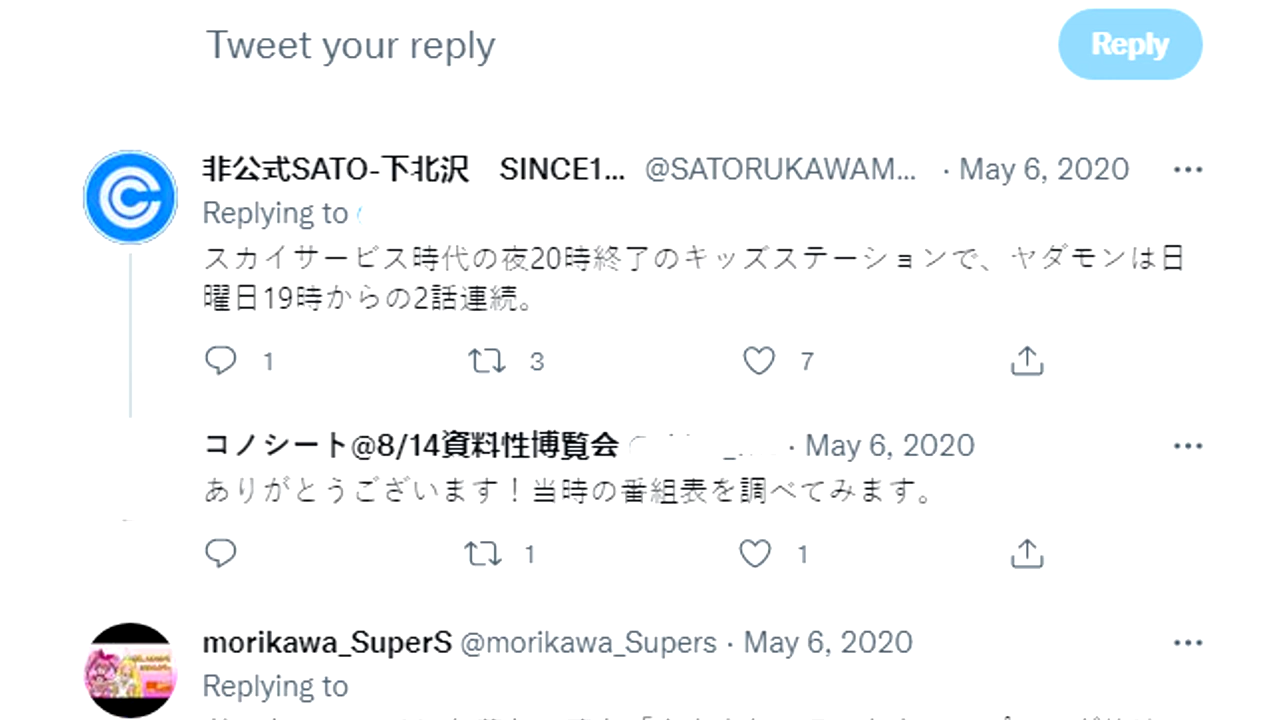 Tweet your reply
Reply
非公式SATO-下北沢　SINCE1... @SATORUKAWAM... · May 6, 2020
Replying to
スカイサービス時代の夜20時終了のキッズステーションで、ヤダモンは日
曜日19時からの2話連続。
1 3 7
コノシート@8/14資料性博覧会 · May 6, 2020
ありがとうございます！当時の番組表を調べてみます。
1 1
morikawa_SuperS @morikawa_Supers · May 6, 2020
Replying to